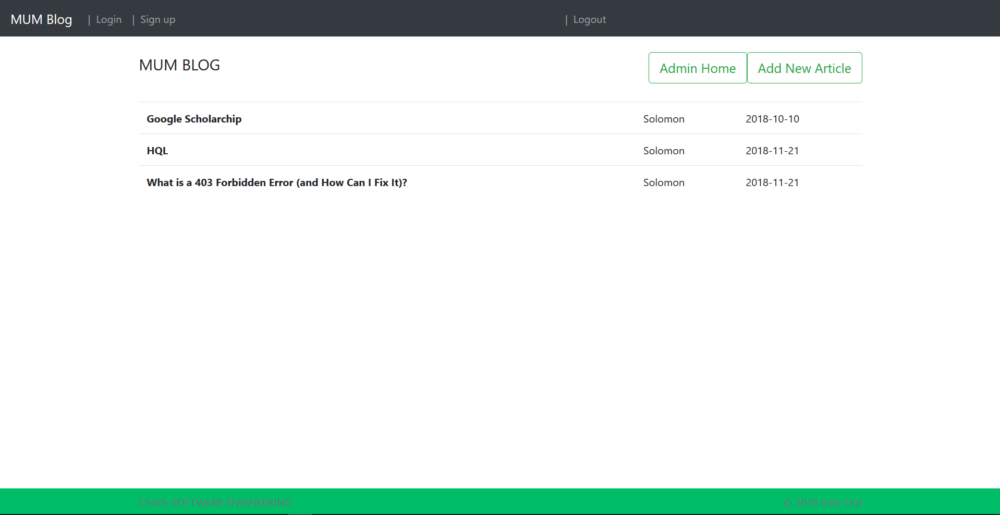 MUM Blog | Login | Sign up | Logout
MUM BLOG
Admin Home Add New Article
Google Scholarchip Solomon 2018-10-10
HQL Solomon 2018-11-21
What is a 403 Forbidden Error (and How Can I Fix It)? Solomon 2018-11-21
CS425-SOFTWARE ENGINEERING © 2018 Solo-Utd